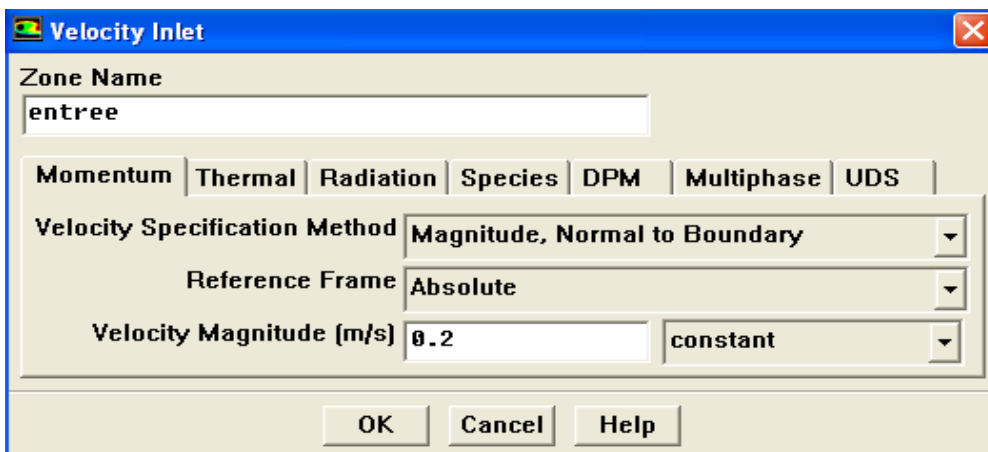 Velocity Inlet
Zone Name
entree
Momentum Thermal Radiation Species DPM Multiphase UDS
Velocity Specification Method Magnitude, Normal to Boundary
Reference Frame Absolute
Velocity Magnitude (m/s) 0.2 constant
OK Cancel Help